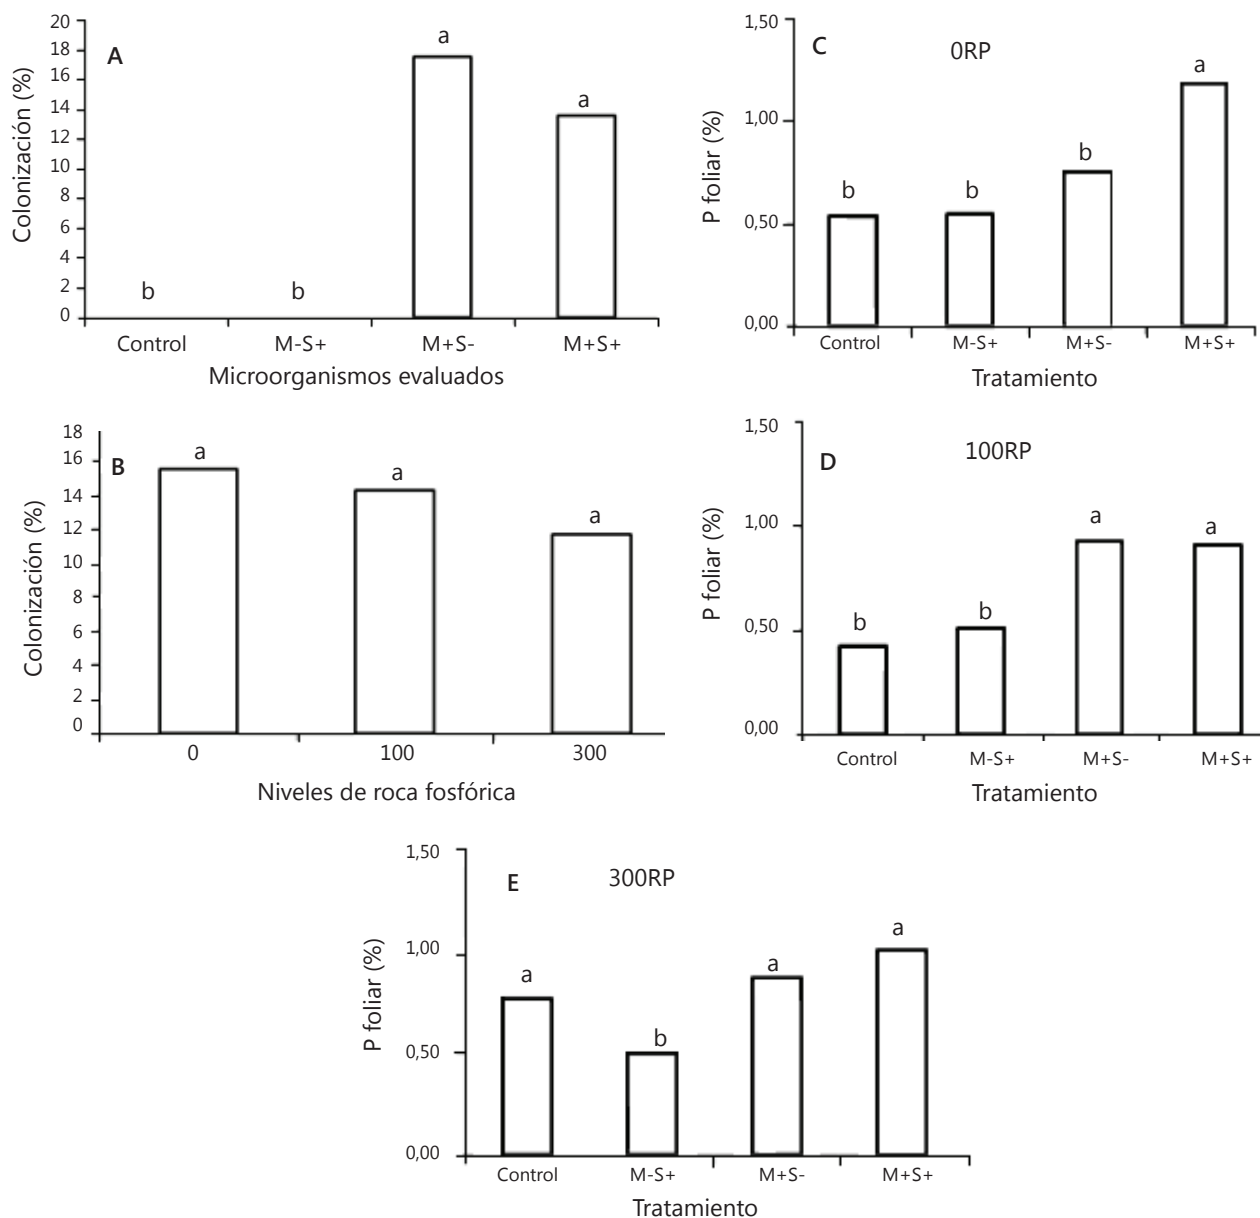 A
Colonización (%)
20
18
16
14
12
10
8
6
4
2
0
b
b
a
a
Control
M-S+
M+S-
M+S+
Microorganismos evaluados
C
0RP
P foliar (%)
1,50
1,00
0,50
0,00
b
b
b
a
Control
M-S+
M+S-
M+S+
Tratamiento
B
Colonización (%)
18
16
14
12
10
8
6
4
2
0
a
a
a
0
100
300
Niveles de roca fosfórica
D
100RP
P foliar (%)
1,50
1,00
0,50
0,00
b
b
a
a
Control
M-S+
M+S-
M+S+
Tratamiento
E
300RP
P foliar (%)
1,50
1,00
0,50
0,00
a
b
a
a
Control
M-S+
M+S-
M+S+
Tratamiento